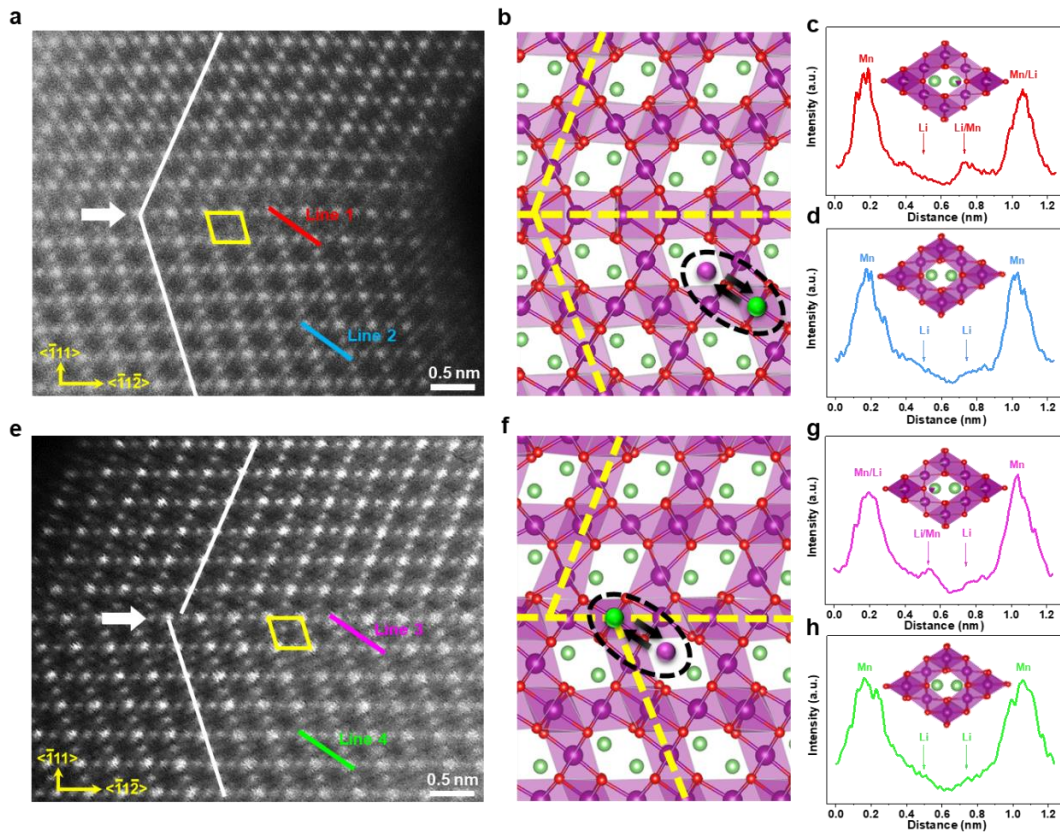 a
Line 1
Line 2
<1̄11>
<1̄12̄>
0.5 nm
b
c
Intensity (a.u.)
Mn
Mn/Li
Li
Li/Mn
0.0 0.2 0.4 0.6 0.8 1.0 1.2
Distance (nm)
d
Intensity (a.u.)
Mn
Mn
Li
Li
0.0 0.2 0.4 0.6 0.8 1.0 1.2
Distance (nm)
e
Line 3
Line 4
<1̄11>
<1̄12̄>
0.5 nm
f
g
Intensity (a.u.)
Mn/Li
Mn
Li/Mn
Li
0.0 0.2 0.4 0.6 0.8 1.0 1.2
Distance (nm)
h
Intensity (a.u.)
Mn
Mn
Li
Li
0.0 0.2 0.4 0.6 0.8 1.0 1.2
Distance (nm)